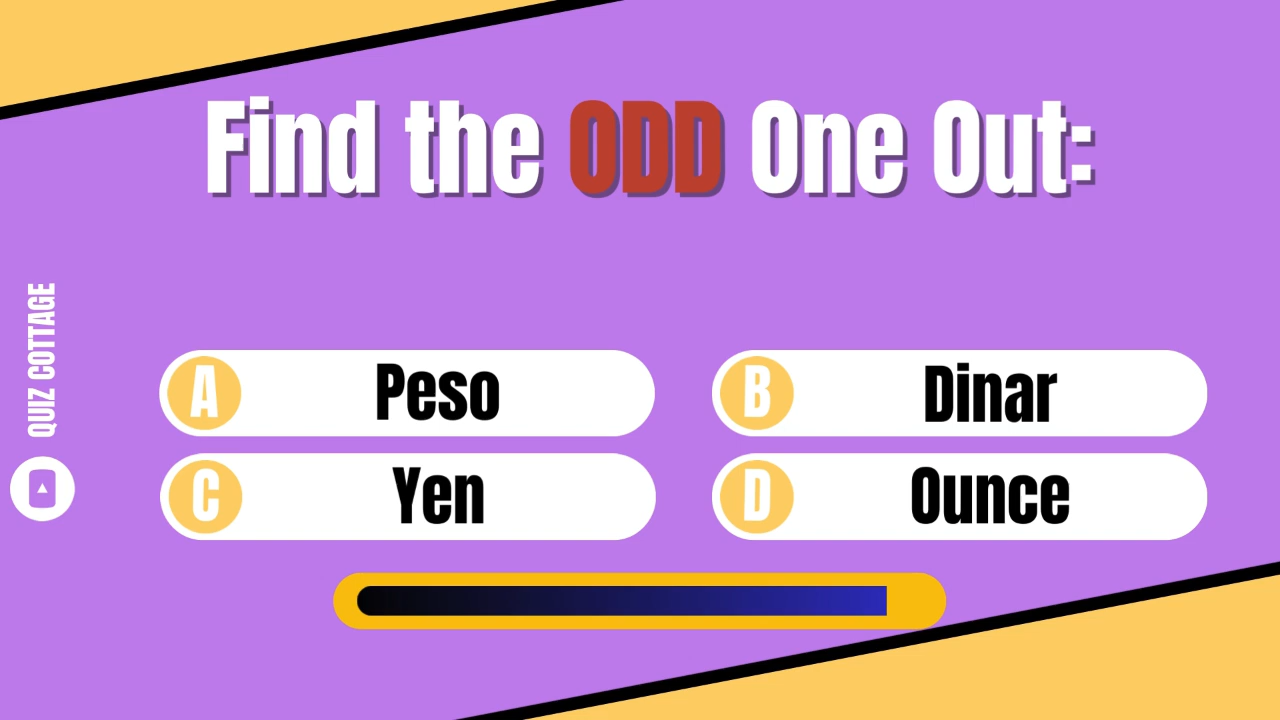 Find the ODD One Out:
QUIZ COTTAGE
A Peso
B Dinar
C Yen
D Ounce